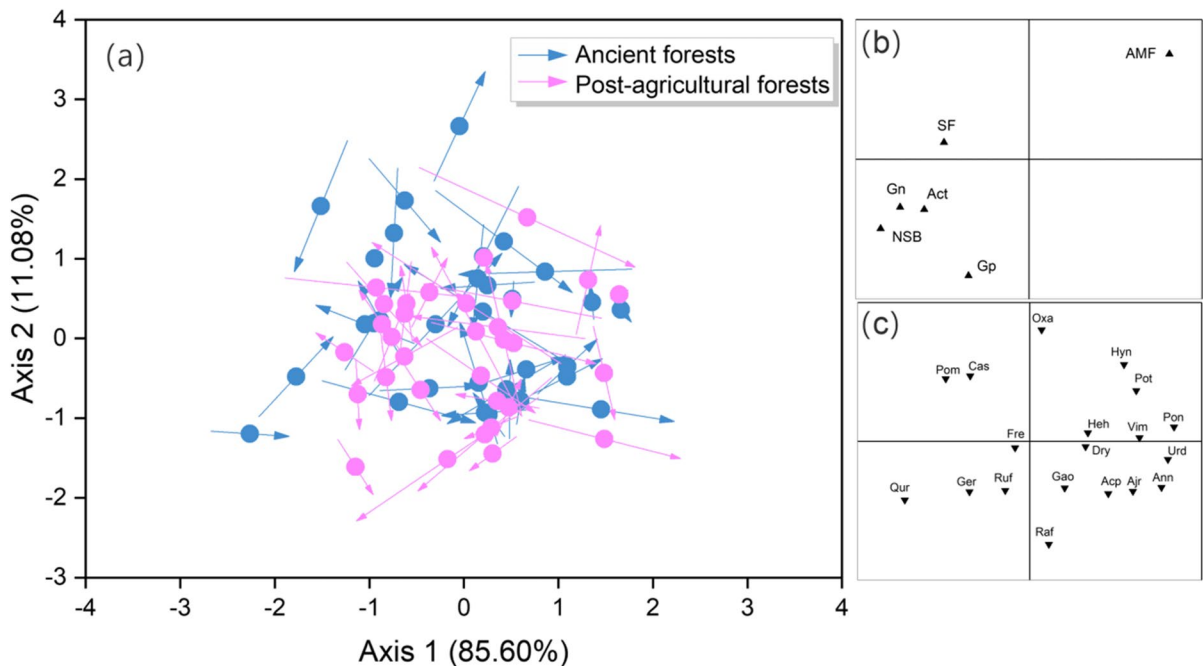 (a)
Ancient forests
Post-agricultural forests
4
3
2
1
0
-1
-2
-3
Axis 2 (11.08%)
-4
-3
-2
-1
0
1
2
3
4
Axis 1 (85.60%)
(b)
AMF
SF
Gn
Act
NSB
Gp
(c)
Oxa
Hyn
Pom
Cas
Pot
Heh
Vim
Pon
Fre
Dry
Urd
Qur
Ger
Ruf
Gao
Acp
Ajr
Ann
Raf